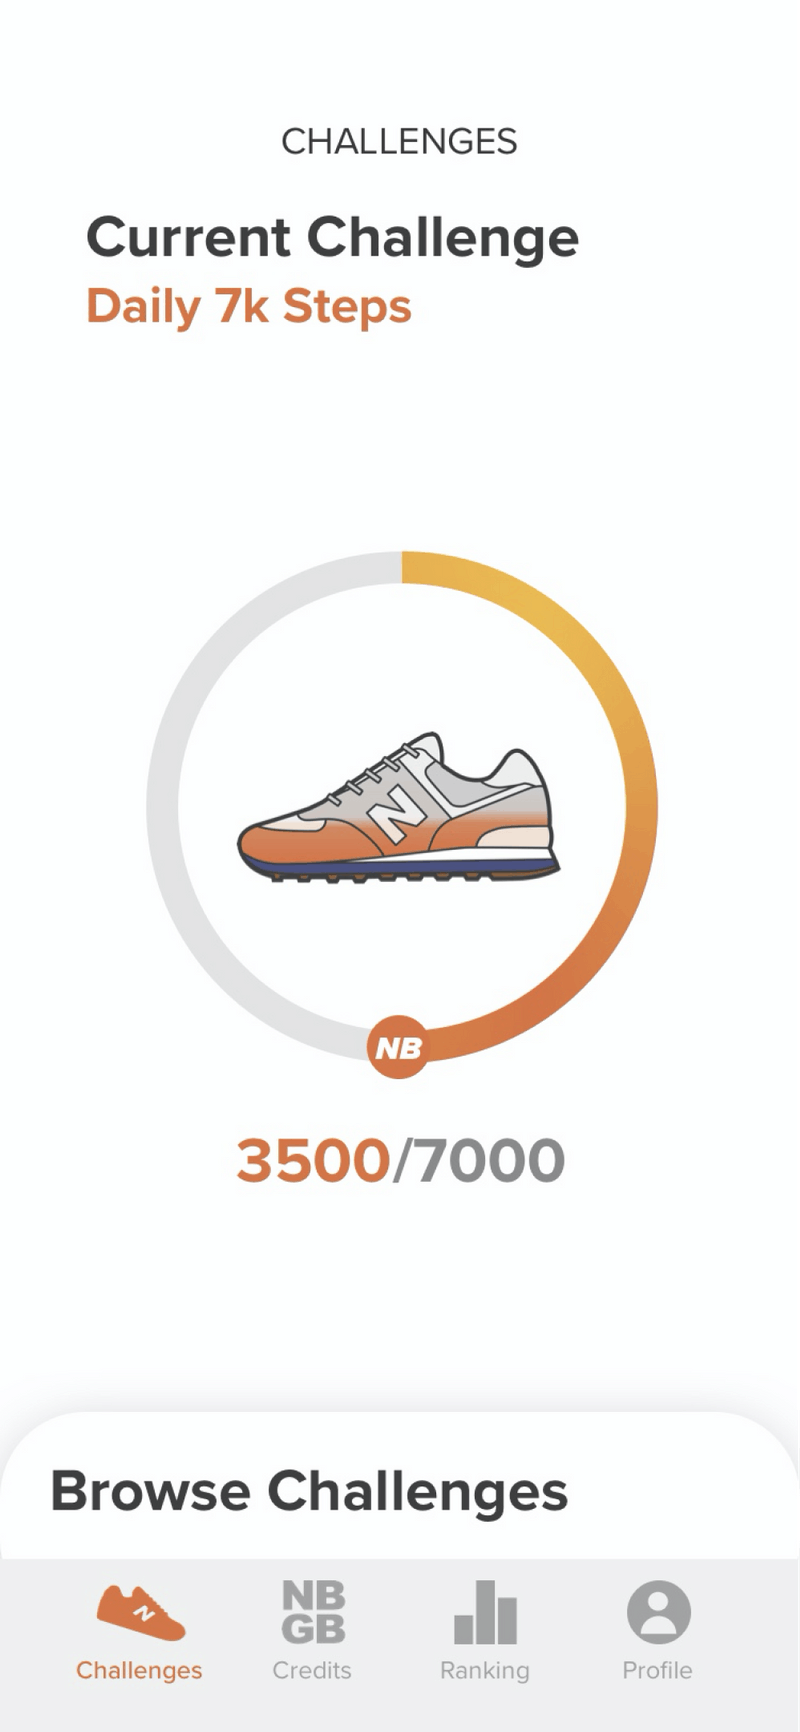 CHALLENGES
Current Challenge
Daily 7k Steps
N
NB
3500/7000
Browse Challenges
N
NB
GB
Challenges
Credits
Ranking
Profile